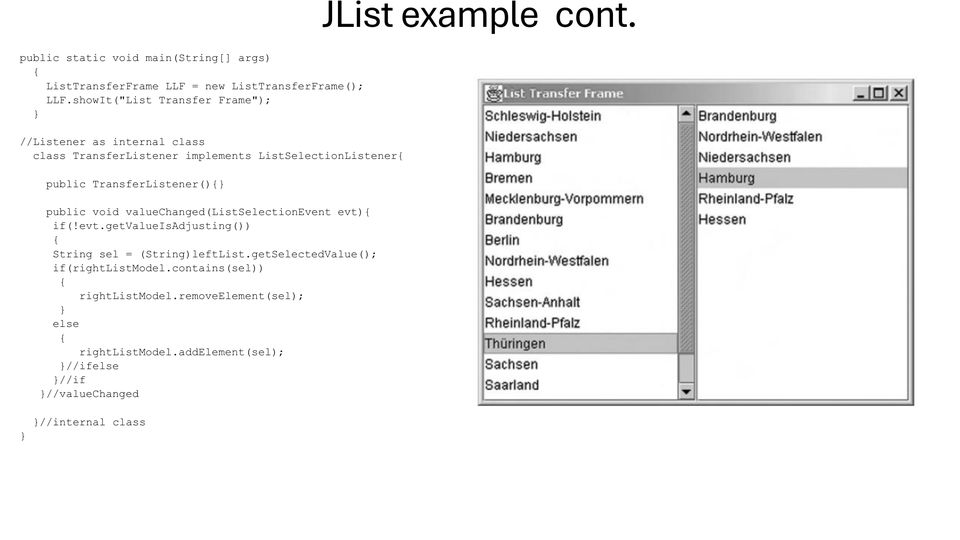 JList example cont.
public static void main(String[] args)
{
ListTransferFrame LLF = new ListTransferFrame();
LLF.showIt("List Transfer Frame");
}
//Listener as internal class
class TransferListener implements ListSelectionListener{
public TransferListener(){}
public void valueChanged(ListSelectionEvent evt){
if(!evt.getValueIsAdjusting())
{
String sel = (String)leftList.getSelectedValue();
if(rightListModel.contains(sel))
{
rightListModel.removeElement(sel);
}
else
{
rightListModel.addElement(sel);
}//ifelse
}//if
}//valueChanged
}//internal class
}
List Transfer Frame
Schleswig-Holstein
Niedersachsen
Hamburg
Bremen
Mecklenburg-Vorpommern
Brandenburg
Berlin
Nordrhein-Westfalen
Hessen
Sachsen-Anhalt
Rheinland-Pfalz
Thüringen
Sachsen
Saarland
Brandenburg
Nordrhein-Westfalen
Niedersachsen
Hamburg
Rheinland-Pfalz
Hessen